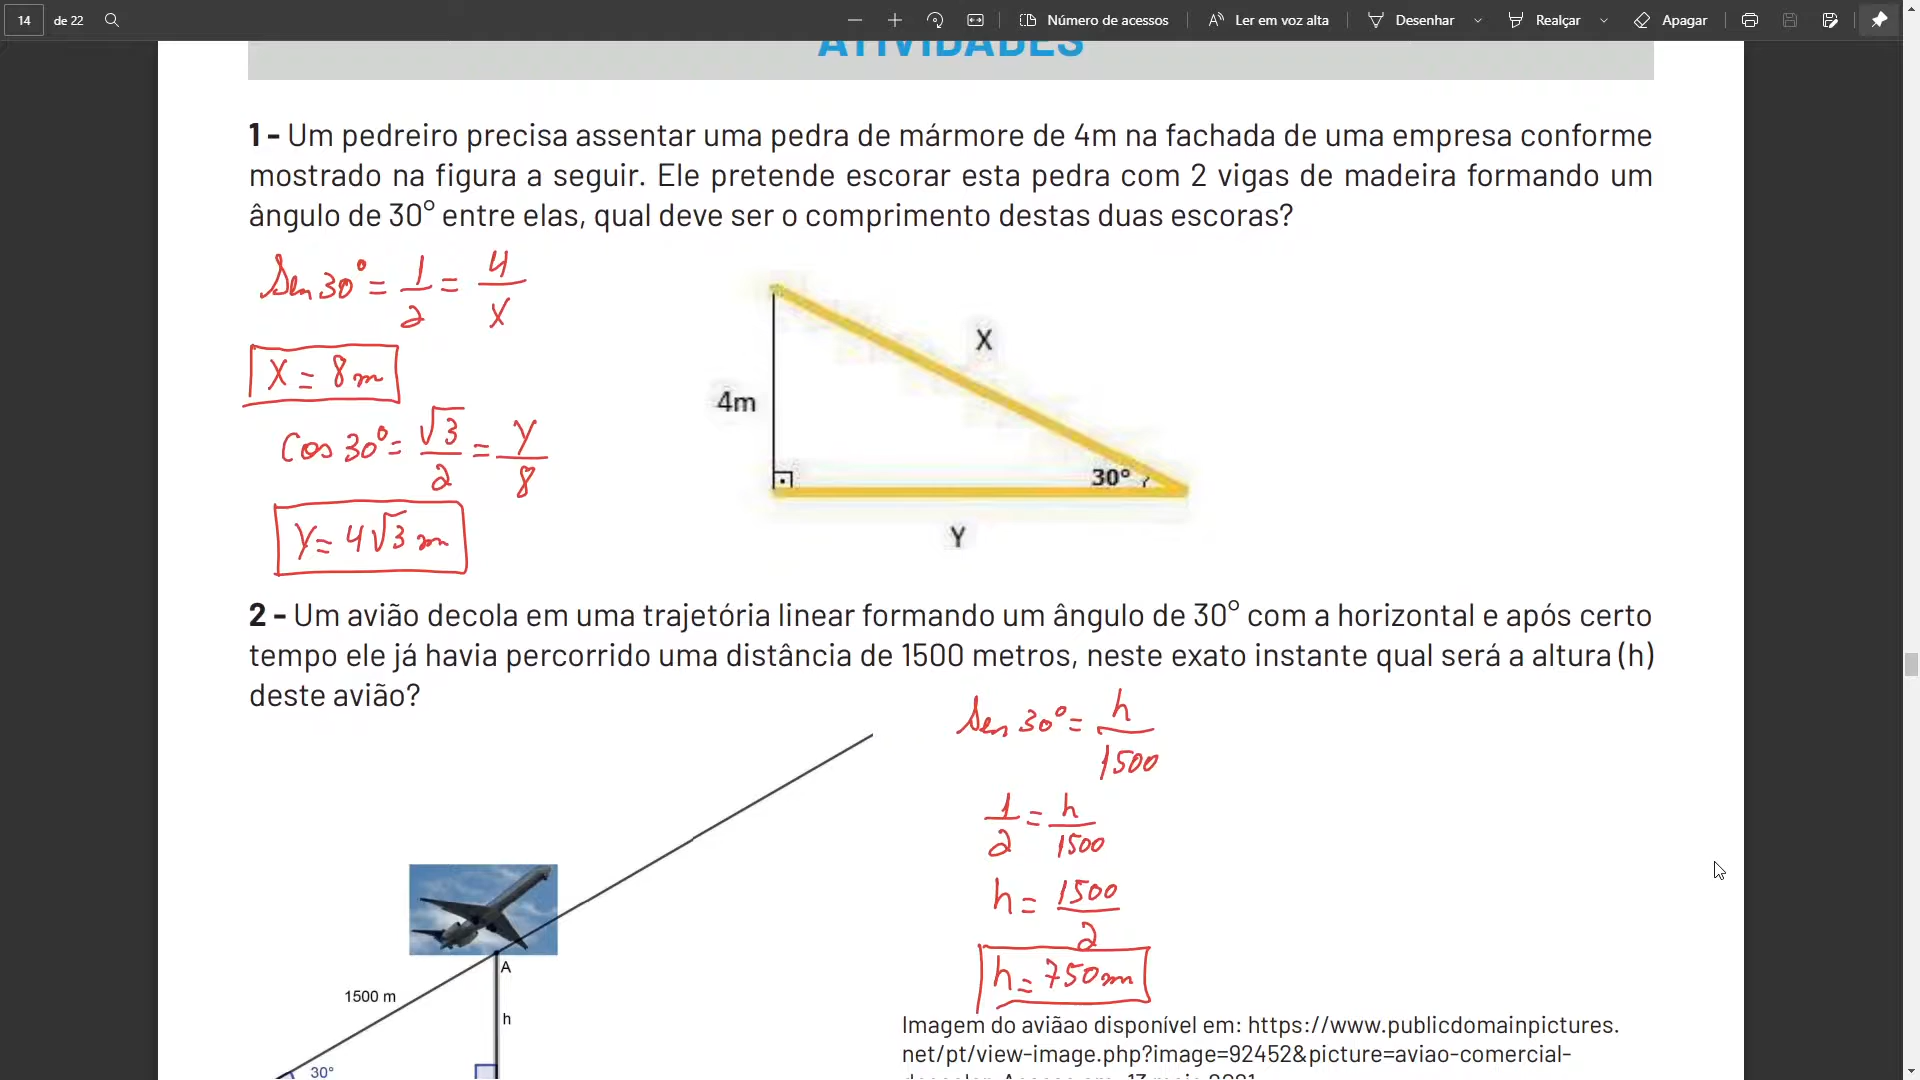 14 de 22 Número de acessos Ler em voz alta Desenhar Realçar Apagar
ATIVIDADES
1 - Um pedreiro precisa assentar uma pedra de mármore de 4m na fachada de uma empresa conforme
mostrado na figura a seguir. Ele pretende escorar esta pedra com 2 vigas de madeira formando um
ângulo de 30° entre elas, qual deve ser o comprimento destas duas escoras?
Sen 30° = 1/2 = 4/X
X = 8m
Cos 30° = √3/2 = Y/8
Y = 4√3 m
X
4m
30°
Y
2 - Um avião decola em uma trajetória linear formando um ângulo de 30° com a horizontal e após certo
tempo ele já havia percorrido uma distância de 1500 metros, neste exato instante qual será a altura (h)
deste avião?
Sen 30° = h/1500
1/2 = h/1500
h = 1500/2
h = 750m
A
1500 m
h
30°
Imagem do aviãao disponível em: https://www.publicdomainpictures.
net/pt/view-image.php?image=92452&picture=aviao-comercial-